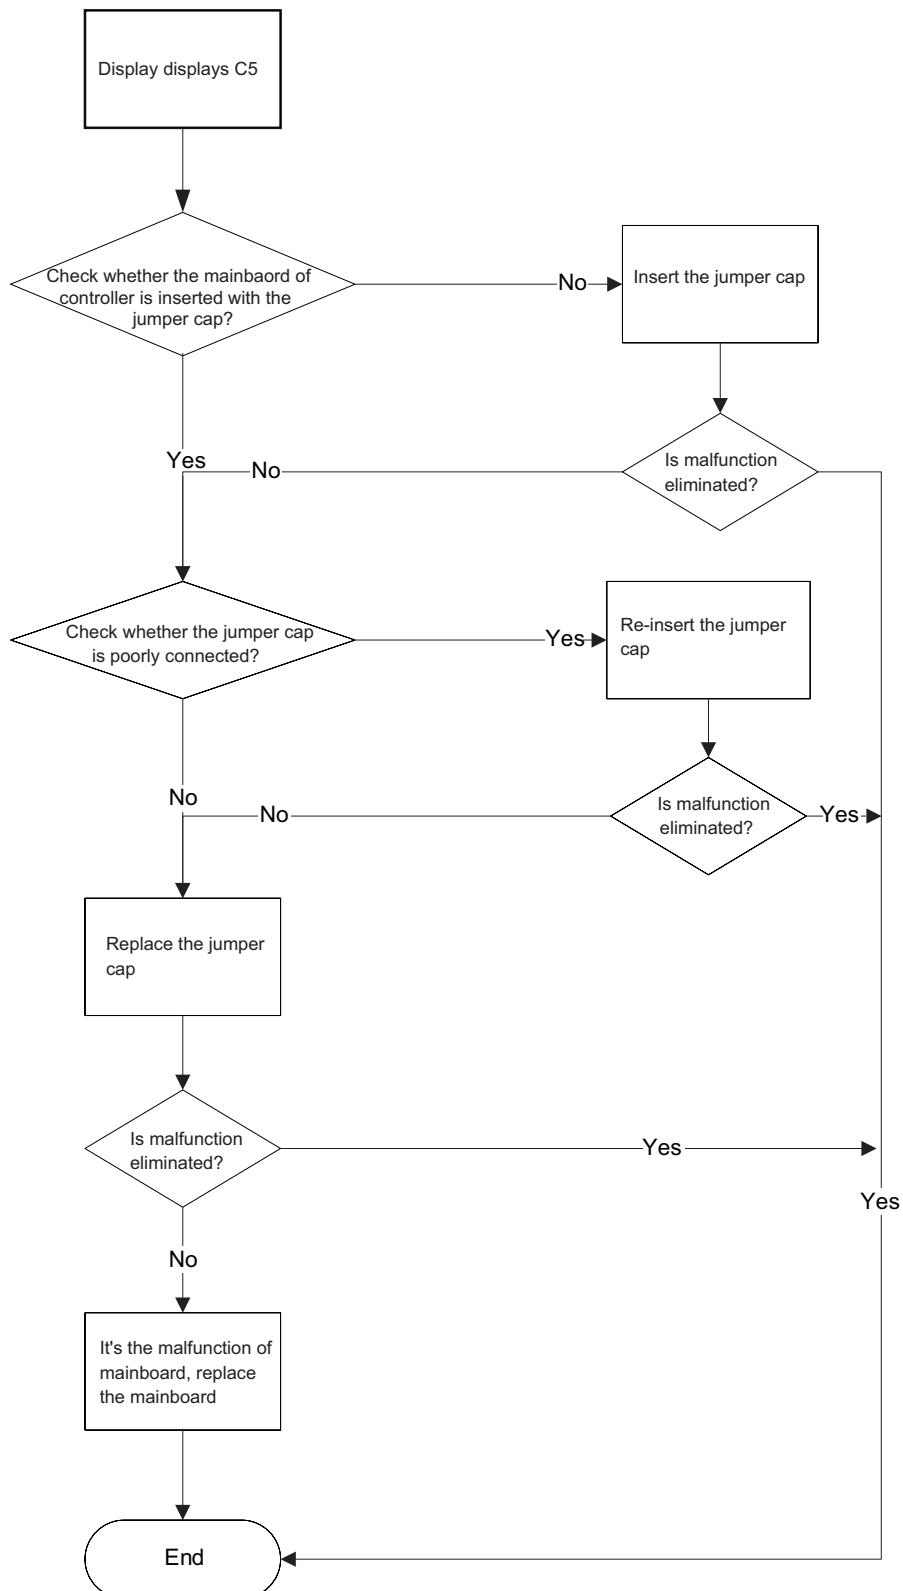 Display displays C5
Check whether the mainbaord of
controller is inserted with the
jumper cap?
No
Insert the jumper cap
Yes
No
Is malfunction
eliminated?
Check whether the jumper cap
is poorly connected?
Yes
Re-insert the jumper
cap
No
No
Is malfunction
eliminated?
Yes
Replace the jumper
cap
Is malfunction
eliminated?
Yes
Yes
No
It's the malfunction of
mainboard, replace
the mainboard
End